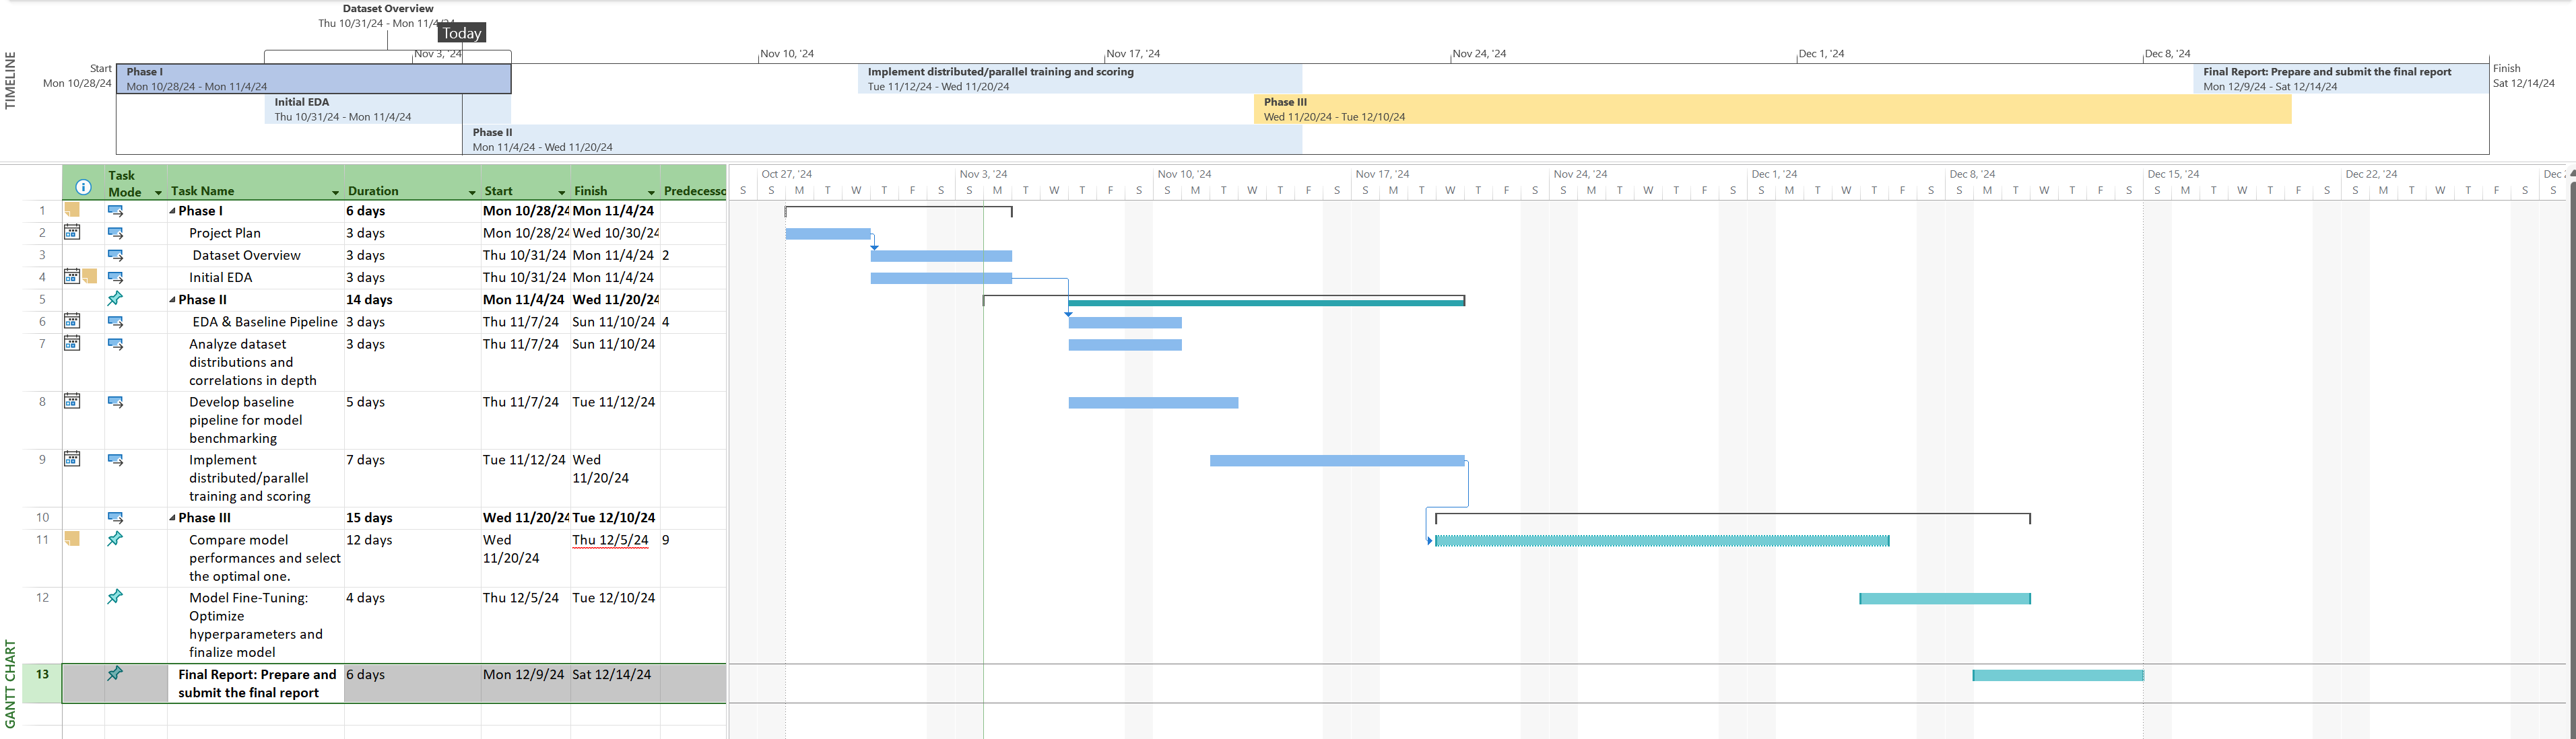 Dataset Overview
Thu 10/31/24 - Mon 11/4/24
Today
Nov 3, '24
Nov 10, '24
Nov 17, '24
Nov 24, '24
Dec 1, '24
Dec 8, '24
TIMELINE
Start
Mon 10/28/24
Phase I
Mon 10/28/24 - Mon 11/4/24
Implement distributed/parallel training and scoring
Tue 11/12/24 - Wed 11/20/24
Final Report: Prepare and submit the final report
Mon 12/9/24 - Sat 12/14/24
Finish
Sat 12/14/24
Initial EDA
Thu 10/31/24 - Mon 11/4/24
Phase III
Wed 11/20/24 - Tue 12/10/24
Phase II
Mon 11/4/24 - Wed 11/20/24
GANTT CHART
Task Mode Task Name Duration Start Finish Predecesso
Oct 27, '24 Nov 3, '24 Nov 10, '24 Nov 17, '24 Nov 24, '24 Dec 1, '24 Dec 8, '24 Dec 15, '24 Dec 22, '24 Dec 2
S S M T W T F S S M T W T F S S M T W T F S S M T W T F S S M T W T F S S M T W T F S S M T W T F S S M T W T F S S M T W T F S S
1 Phase I 6 days Mon 10/28/24 Mon 11/4/24
2 Project Plan 3 days Mon 10/28/24 Wed 10/30/24
3 Dataset Overview 3 days Thu 10/31/24 Mon 11/4/24 2
4 Initial EDA 3 days Thu 10/31/24 Mon 11/4/24
5 Phase II 14 days Mon 11/4/24 Wed 11/20/24
6 EDA & Baseline Pipeline 3 days Thu 11/7/24 Sun 11/10/24 4
7 Analyze dataset 3 days Thu 11/7/24 Sun 11/10/24
distributions and
correlations in depth
8 Develop baseline 5 days Thu 11/7/24 Tue 11/12/24
pipeline for model
benchmarking
9 Implement 7 days Tue 11/12/24 Wed
distributed/parallel 11/20/24
training and scoring
10 Phase III 15 days Wed 11/20/24 Tue 12/10/24
11 Compare model 12 days Wed Thu 12/5/24 9
performances and select 11/20/24
the optimal one.
12 Model Fine-Tuning: 4 days Thu 12/5/24 Tue 12/10/24
Optimize
hyperparameters and
finalize model
13 Final Report: Prepare and 6 days Mon 12/9/24 Sat 12/14/24
submit the final report